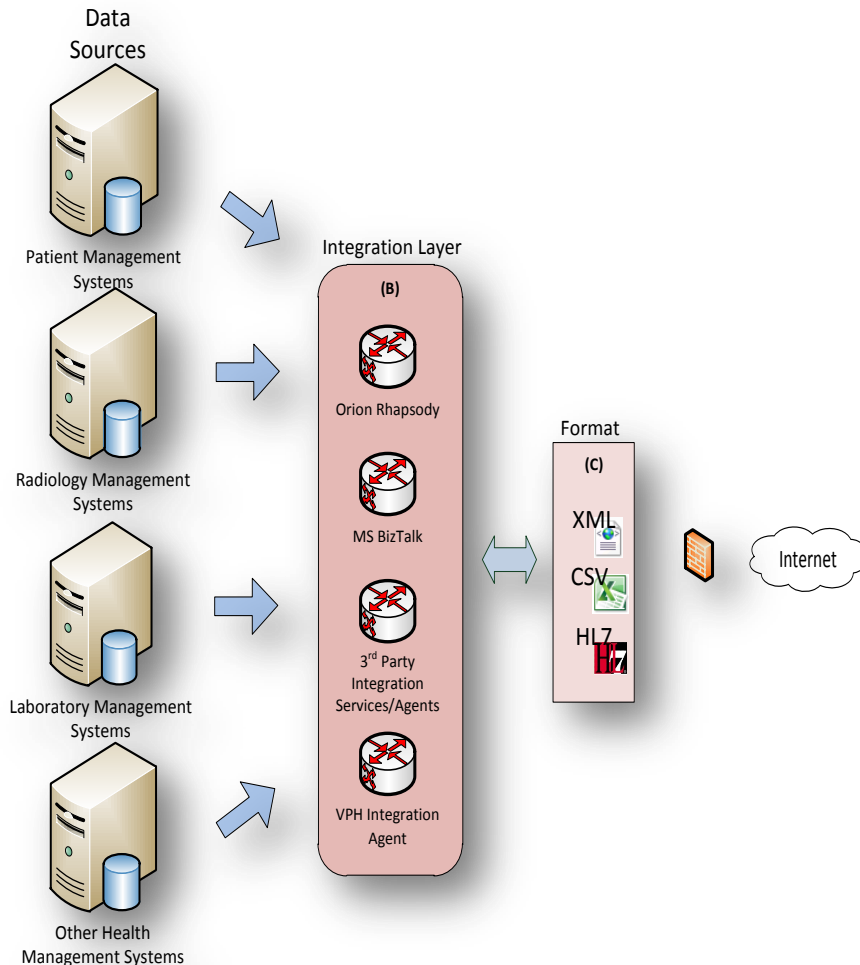 Data
Sources
Patient Management
Systems
Radiology Management
Systems
Laboratory Management
Systems
Other Health
Management Systems
Integration Layer
(B)
Orion Rhapsody
MS BizTalk
3rd Party
Integration
Services/Agents
VPH Integration
Agent
Format
(C)
XML
CSV
HL7
Internet